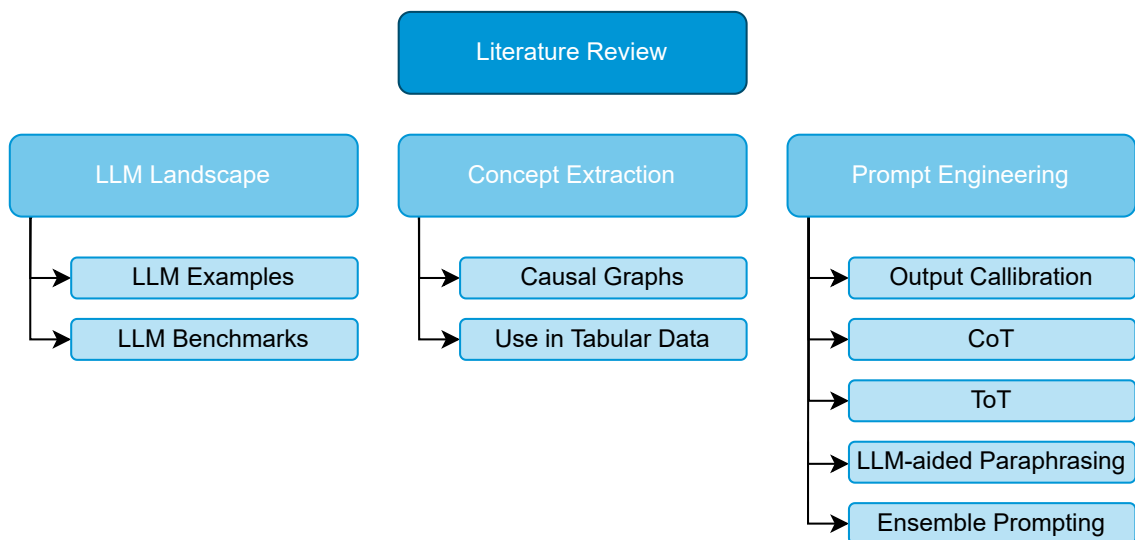 Literature Review
LLM Landscape
LLM Examples
LLM Benchmarks
Concept Extraction
Causal Graphs
Use in Tabular Data
Prompt Engineering
Output Callibration
CoT
ToT
LLM-aided Paraphrasing
Ensemble Prompting